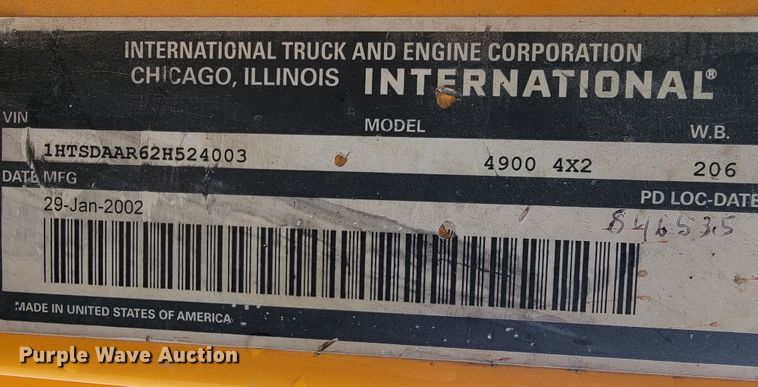 INTERNATIONAL TRUCK AND ENGINE CORPORATION
CHICAGO, ILLINOIS INTERNATIONAL®
VIN MODEL W.B.
1HTSDAAR62H524003 4900 4X2 206
DATE MFG PD LOC-DATE
29-Jan-2002 846535
MADE IN UNITED STATES OF AMERICA
Purple Wave Auction